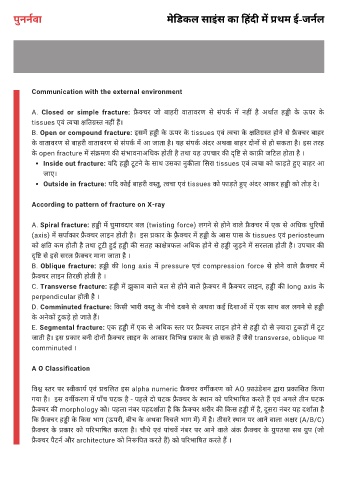 पुनर्नवा
मेडिकल साइंस का हिंदी में प्रथम ई-जर्नल
Communication with the external environment
A. Closed or simple fracture: फ्रैक्चर जो बाहरी वातावरण से संपर्क में नहीं है अर्थात हड्डी के ऊपर के
tissues एवं त्वचा क्षतिग्रस्त नहीं है।
B. Open or compound fracture: इसमें हड्डी के ऊपर के tissues एवं त्वचा के क्षतिग्रस्त होने से फ्रैक्चर बाहर
के वातावरण से बाहरी वातावरण से संपर्क में आ जाता है। यह संपर्क अंदर अथवा बाहर दोनों में से हो सकता है। इस तरह
के open fracture में संक्रमण की संभावनाअधिक होती है तथा यह उपचार की दृष्टि से काफ़ी जटिल होता है ।
• Inside out fracture: यदि हड्डी टूटने के साथ उसका नुकीला सिरा tissues एवं त्वचा को फाड़ते हुए बाहर आ
जाए।
• Outside in fracture: यदि कोई बाहरी वस्तु, त्वचा एवं tissues को फाड़ते हुए अंदर आकर हड्डी को तोड़ दे।
According to pattern of fracture on X-ray
A. Spiral fracture: हड्डी में घुमावदार बल (twisting force) लगने से होने वाले फ्रैक्चर में एक से अधिक धुरियों
(axis) में सर्पाकार फ्रैक्चर लाइन होती है। इस प्रकार के फ्रैक्चर में हड्डी के आस पास के tissues एवं periosteum
को क्षति कम होती है तथा टूटी हुई हड्डी की सतह काक्षेत्रफल अधिक होने से हड्डी जुड़ने में सरलता होती है। उपचार की
दृष्टि से इसे सरल फ्रैक्चर माना जाता है ।
B. Oblique fracture: हड्डी की long axis में pressure एवं compression force से होने वाले फ्रैक्चर में
फ्रैक्चर लाइन तिरछी होती है ।
C. Transverse fracture: हड्डी में झुकाव वाले बल से होने वाले फ्रैक्चर में फ्रैक्चर लाइन, हड्डी की long axis के
perpendicular होती है ।
D. Comminuted fracture: किसी भारी वस्तु के नीचे दबने से अथवा कई दिशाओं में एक साथ बल लगने से हड्डी
के अनेकों टुकड़े हो जाते हैं।
E. Segmental fracture: एक हड्डी में एक से अधिक स्तर पर फ्रैक्चर लाइन होने से हड्डी दो से ज़्यादा टुकड़ों में टूट
जाती है। इस प्रकार बनी दोनों फ्रैक्चर लाइन के आकार विभिन्न प्रकार के हो सकते हैं जैसे transverse, oblique या
comminuted ।
A O Classification
विश्व स्तर पर स्वीकार्य एवं प्रचलित इस alpha numeric फ्रैक्चर वर्गीकरण को AO फ़ाउंडेशन द्वारा प्रकाशित किया
गया है। इस वर्गीकरण में पाँच घटक है - पहले दो घटक फ्रैक्चर के स्थान को परिभाषित करते हैं एवं अगले तीन घटक
फ्रैक्चर की morphology को। पहला नंबर यहदर्शाता है कि फ्रैक्चर शरीर की किस हड्डी में है, दूसरा नंबर यह दर्शाता है
कि फ्रैक्चर हड्डी के किस भाग (ऊपरी, बीच के अथवा निचले भाग में) में है। तीसरे स्थान पर आने वाला अक्षर (A/B/C)
फ्रैक्चर के प्रकार को परिभाषित करता है। चौथे एवं पांचवें नंबर पर आने वाले अंक फ्रैक्चर के ग्रुपतथा सब ग्रुप (जो
फ्रैक्चर पैटर्न और architecture को निरूपित करते हैं) को परिभाषित करते हैं ।